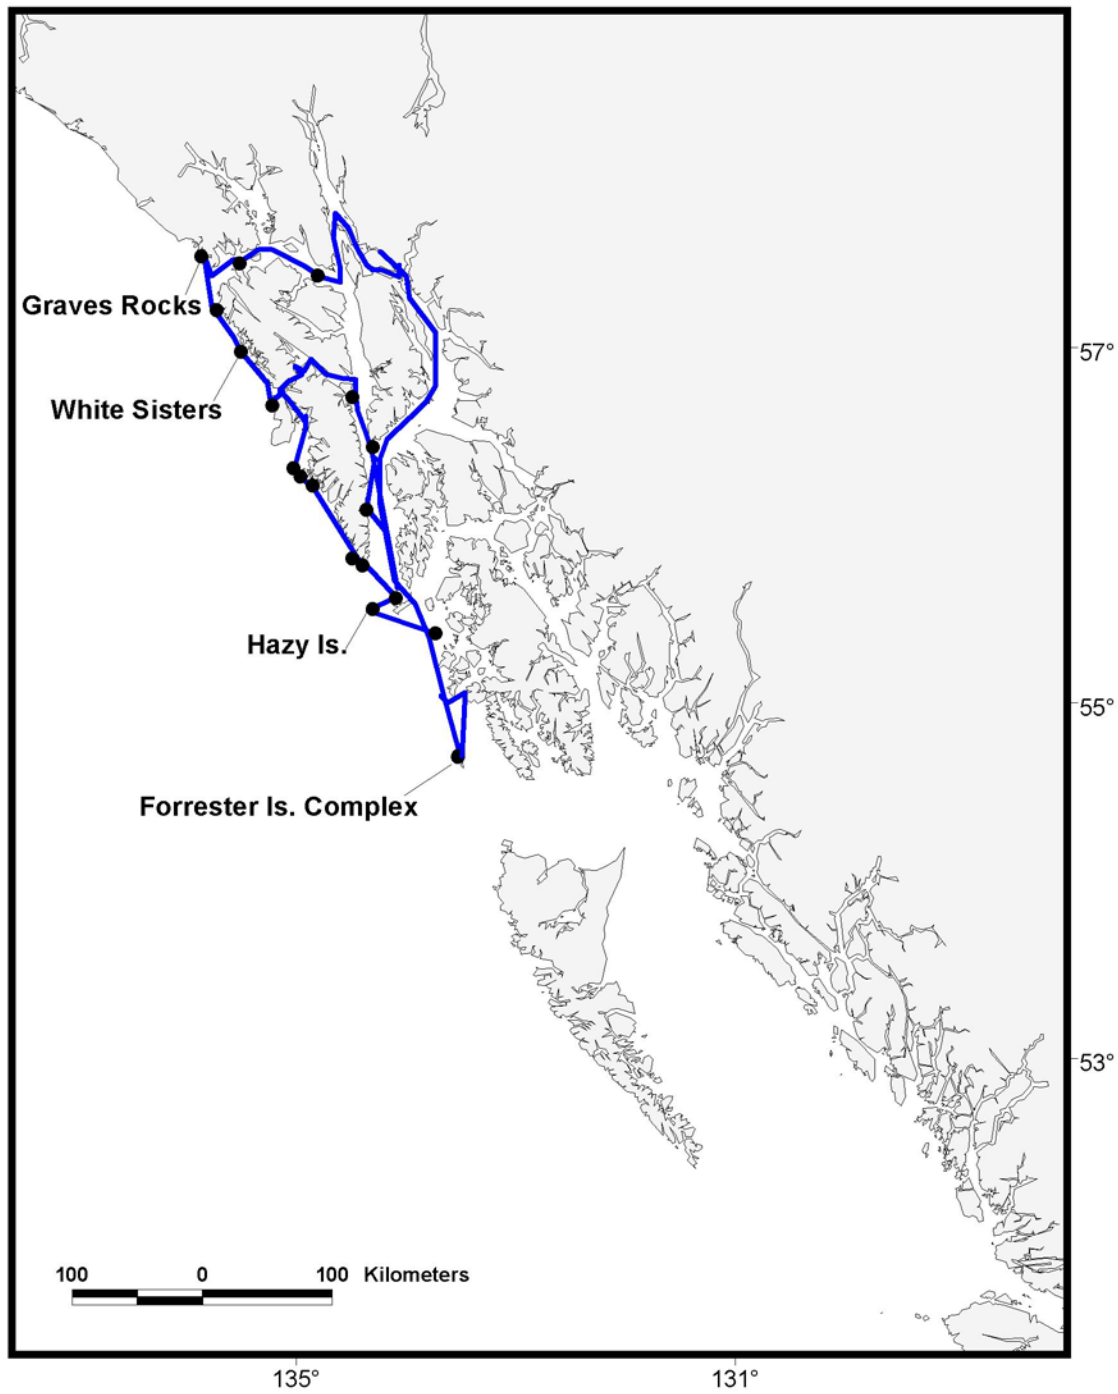 Graves Rocks
57°
White Sisters
Hazy Is.
55°
Forrester Is. Complex
53°
100 0 100 Kilometers
135° 131°